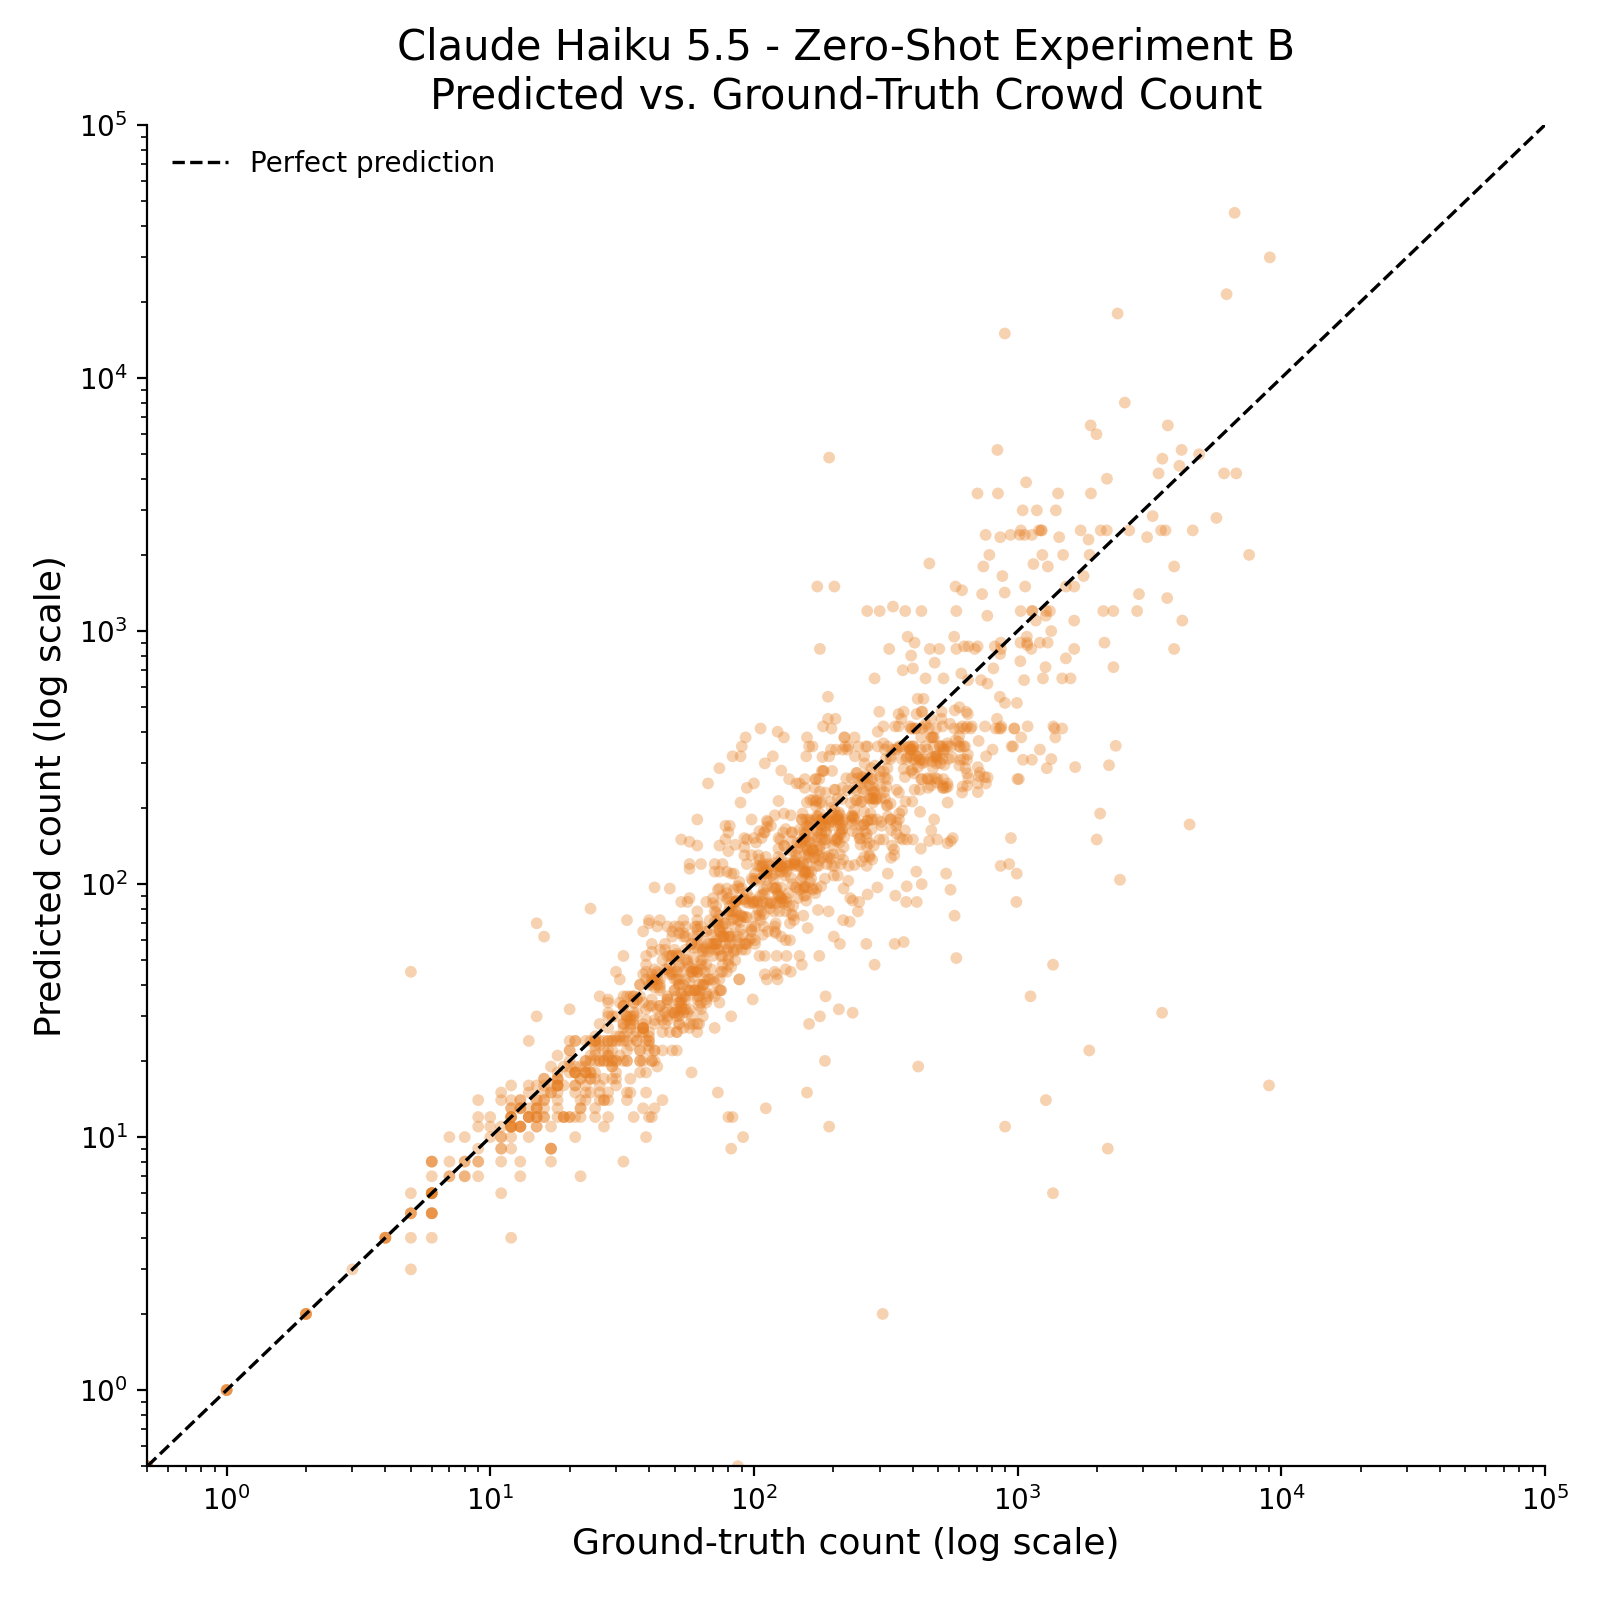 Claude Haiku 5.5 - Zero-Shot Experiment B
Predicted vs. Ground-Truth Crowd Count
Perfect prediction
10⁵
10⁴
10³
10²
10¹
10⁰
Predicted count (log scale)
10⁰ 10¹ 10² 10³ 10⁴ 10⁵
Ground-truth count (log scale)